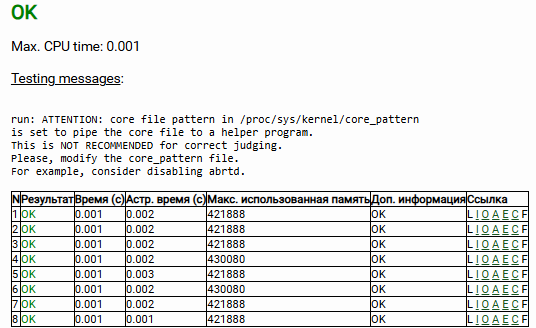 OK
Max. CPU time: 0.001
Testing messages:
run: ATTENTION: core file pattern in /proc/sys/kernel/core_pattern
is set to pipe the core file to a helper program.
This is NOT RECOMMENDED for correct judging.
Please, modify the core_pattern file.
For example, consider disabling abrtd.
N Результат Время (с) Астр. время (с) Макс. использованная память Доп. информация Ссылка
1 OK 0.001 0.002 421888 OK L I O A E C F
2 OK 0.001 0.002 421888 OK L I O A E C F
3 OK 0.001 0.002 421888 OK L I O A E C F
4 OK 0.001 0.002 430080 OK L I O A E C F
5 OK 0.001 0.003 421888 OK L I O A E C F
6 OK 0.001 0.002 430080 OK L I O A E C F
7 OK 0.001 0.002 421888 OK L I O A E C F
8 OK 0.001 0.001 421888 OK L I O A E C F